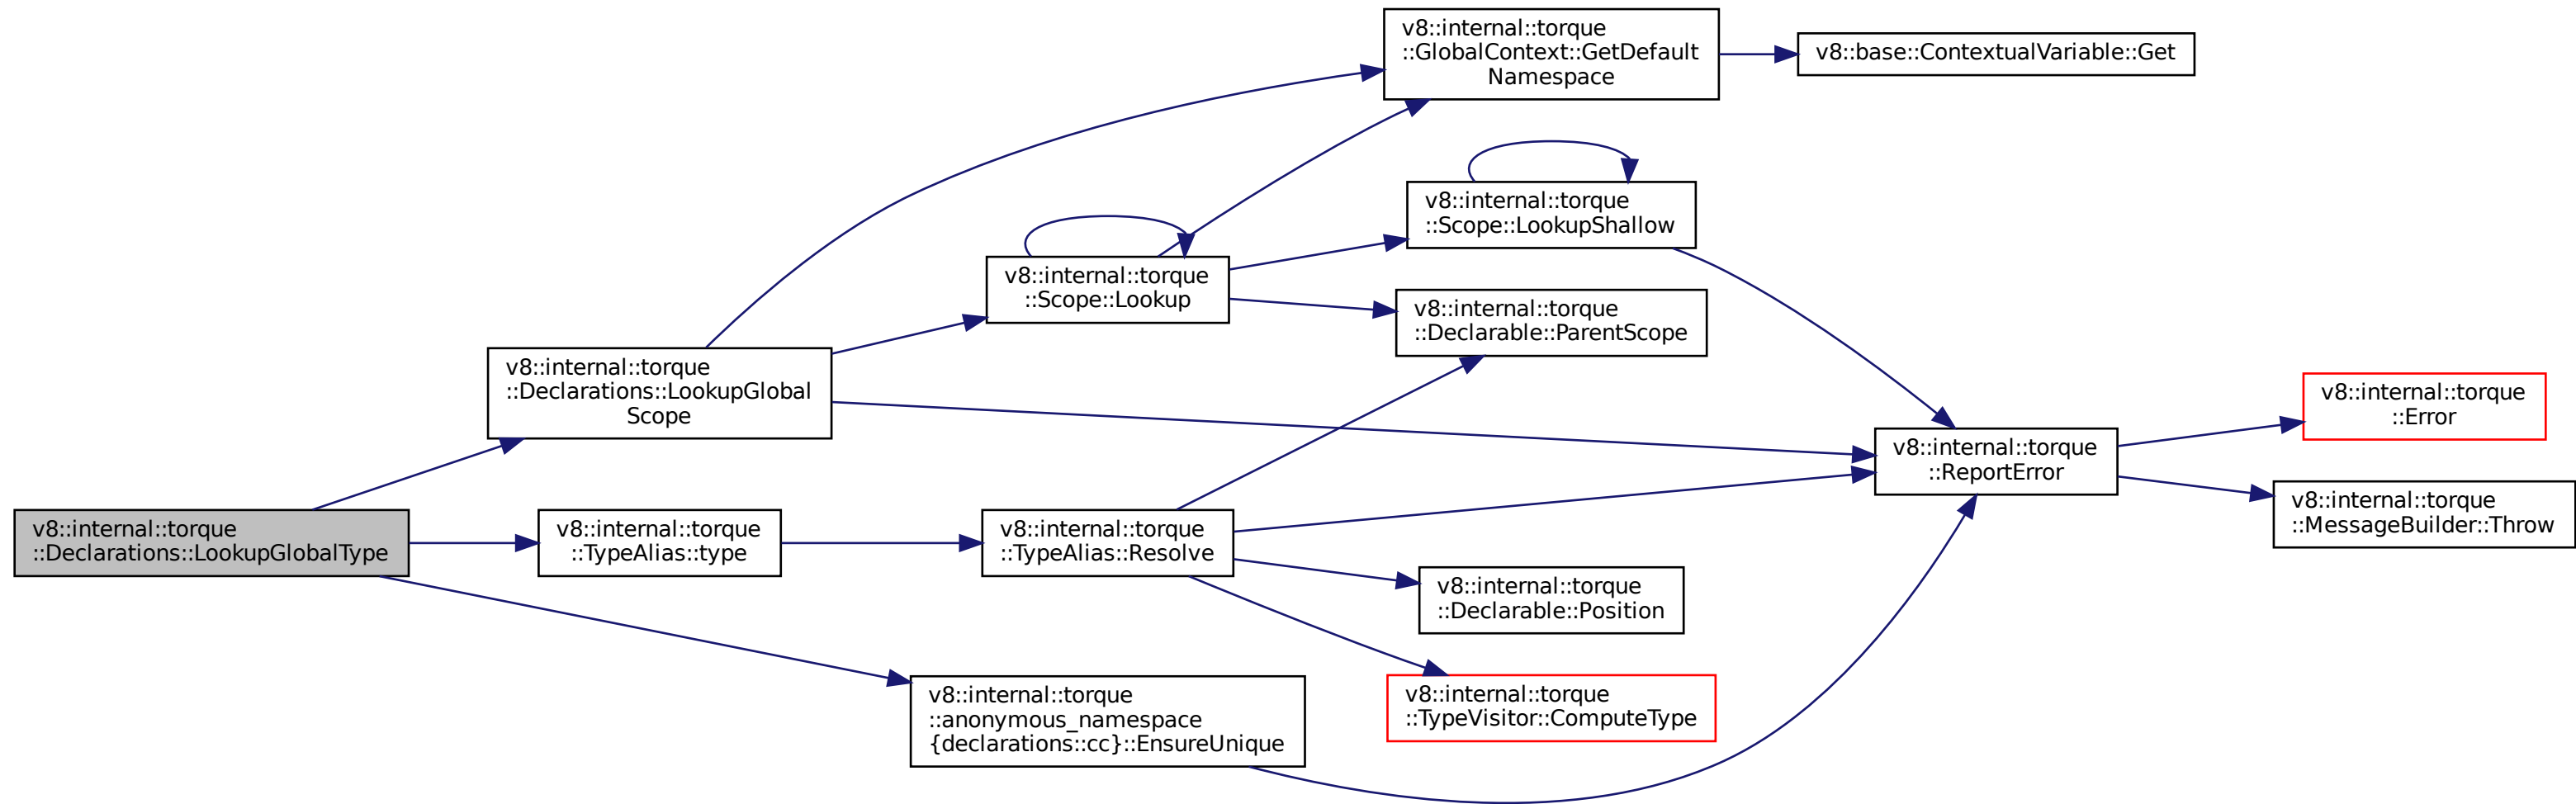 v8::internal::torque
::GlobalContext::GetDefault
Namespace
v8::base::ContextualVariable::Get
v8::internal::torque
::Scope::LookupShallow
v8::internal::torque
::Scope::Lookup
v8::internal::torque
::Declarable::ParentScope
v8::internal::torque
::Declarations::LookupGlobal
Scope
v8::internal::torque
::Error
v8::internal::torque
::ReportError
v8::internal::torque
::MessageBuilder::Throw
v8::internal::torque
::Declarations::LookupGlobalType
v8::internal::torque
::TypeAlias::type
v8::internal::torque
::TypeAlias::Resolve
v8::internal::torque
::Declarable::Position
v8::internal::torque
::TypeVisitor::ComputeType
v8::internal::torque
::anonymous_namespace
{declarations::cc}::EnsureUnique